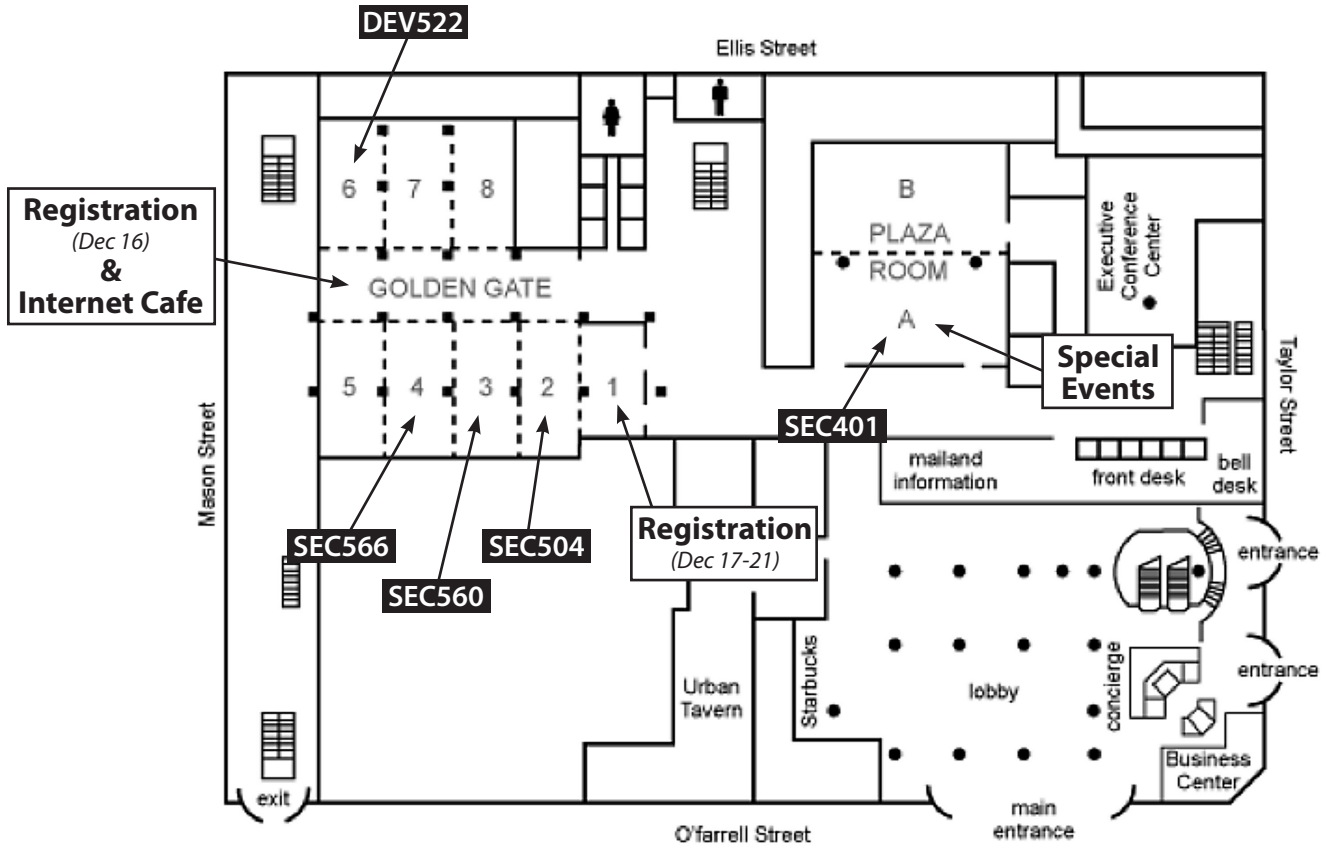 DEV522
Ellis Street
6
7
8
B
PLAZA
ROOM
A
Executive
Conference
Center
Registration
(Dec 16)
&
Internet Cafe
GOLDEN GATE
5
4
3
2
1
Special
Events
SEC401
Taylor Street
Mason Street
mailand
information
front desk
bell
desk
SEC566
SEC504
SEC560
Registration
(Dec 17-21)
entrance
Starbucks
Urban
Tavern
lobby
concierge
entrance
Business
Center
exit
main
entrance
O'farrell Street